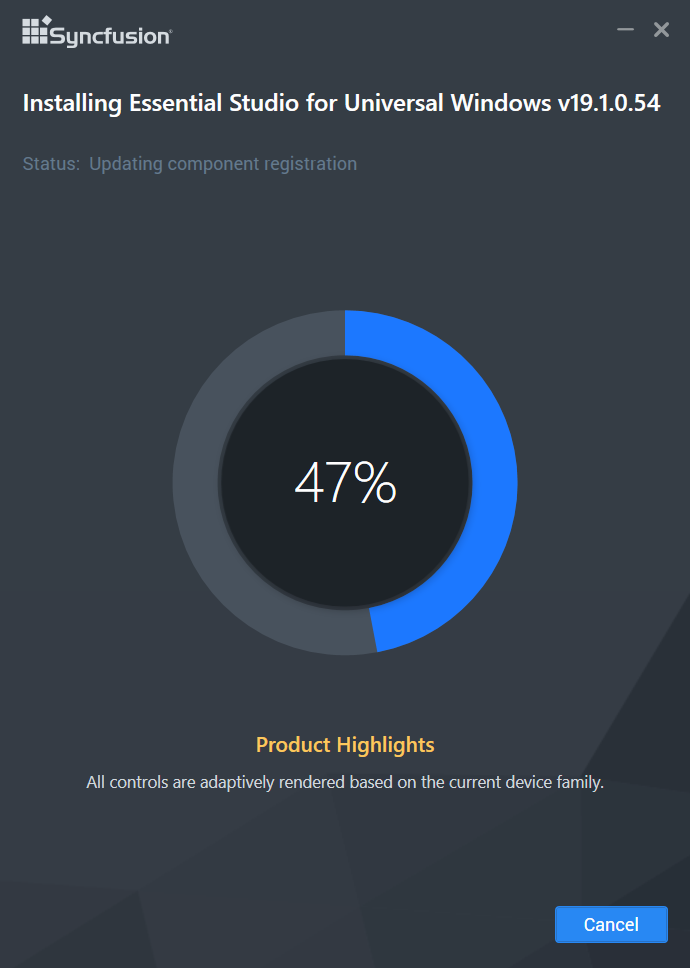 Syncfusion®
Installing Essential Studio for Universal Windows v19.1.0.54
Status: Updating component registration
47%
Product Highlights
All controls are adaptively rendered based on the current device family.
Cancel